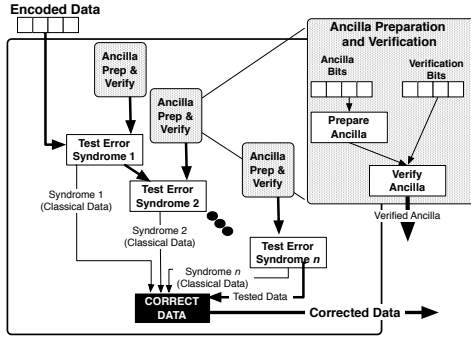 Encoded Data
Ancilla Preparation
and Verification
Ancilla
Bits
Verification
Bits
Prepare
Ancilla
Verify
Ancilla
Verified Ancilla
Ancilla
Prep &
Verify
Ancilla
Prep &
Verify
Ancilla
Prep &
Verify
Test Error
Syndrome 1
Test Error
Syndrome 2
Test Error
Syndrome n
Syndrome 1
(Classical Data)
Syndrome 2
(Classical Data)
Syndrome n
(Classical Data)
Tested Data
CORRECT
DATA
Corrected Data